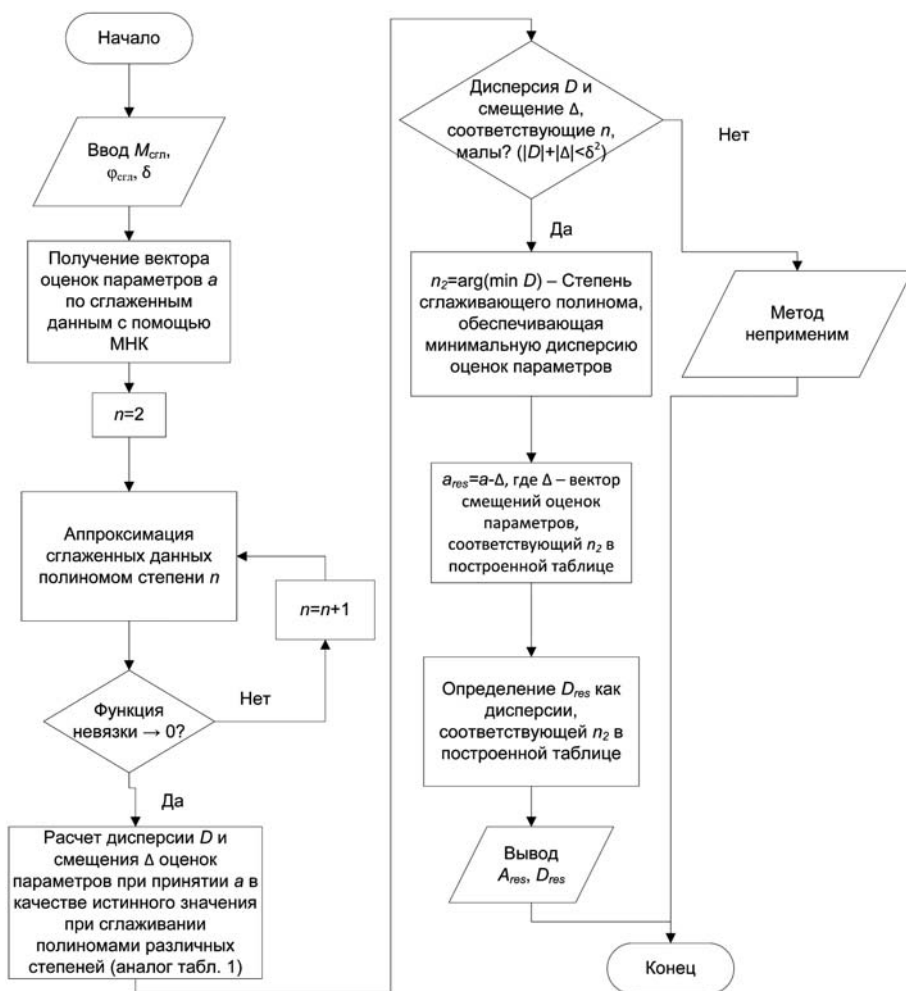 Начало
Ввод Mсгл,
φсгл, δ
Получение вектора
оценок параметров a
по сглаженным
данным с помощью
МНК
n=2
Аппроксимация
сглаженных данных
полиномом степени n
n=n+1
Функция
невязки → 0?
Нет
Да
Расчет дисперсии D и
смещения Δ оценок
параметров при принятии a в
качестве истинного значения
при сглаживании
полиномами различных
степеней (аналог табл. 1)
Дисперсия D и
смещение Δ,
соответствующие n,
малы? (|D|+|Δ|<δ²)
Нет
Да
n₂=arg(min D) – Степень
сглаживающего полинома,
обеспечивающая
минимальную дисперсию
оценок параметров
Метод
неприменим
ares=a-Δ, где Δ – вектор
смещений оценок
параметров,
соответствующий n₂ в
построенной таблице
Определение Dres как
дисперсии,
соответствующей n₂ в
построенной таблице
Вывод
Ares, Dres
Конец